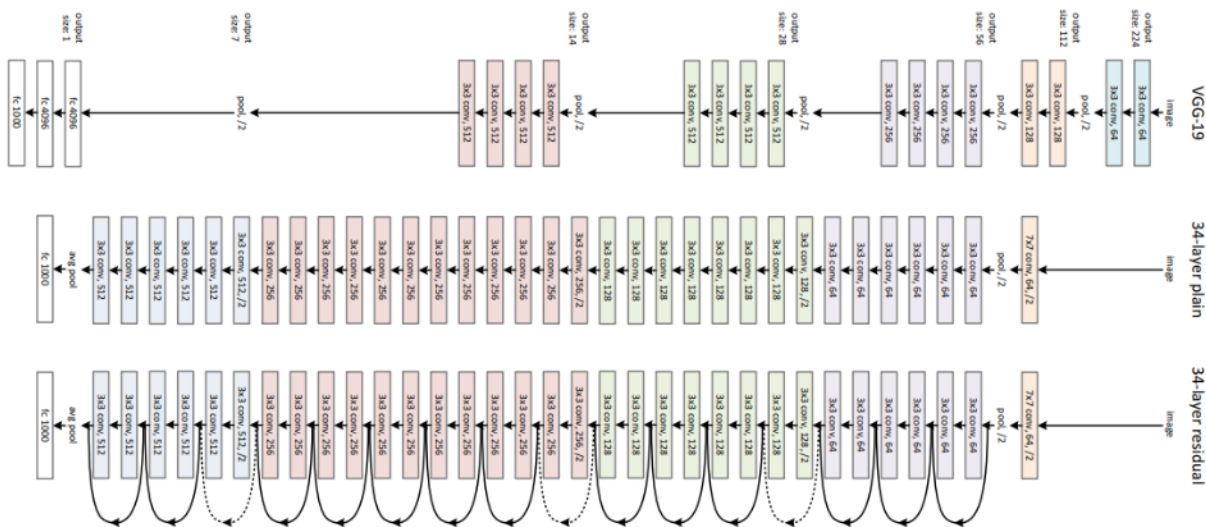 VGG-19
image
output
size: 224
3x3 conv, 64
3x3 conv, 64
output
size: 112
pool, /2
3x3 conv, 128
3x3 conv, 128
output
size: 56
pool, /2
3x3 conv, 256
3x3 conv, 256
3x3 conv, 256
3x3 conv, 256
output
size: 28
pool, /2
3x3 conv, 512
3x3 conv, 512
3x3 conv, 512
3x3 conv, 512
output
size: 14
pool, /2
3x3 conv, 512
3x3 conv, 512
3x3 conv, 512
3x3 conv, 512
output
size: 7
pool, /2
output
size: 1
fc 4096
fc 4096
fc 1000
34-layer plain
image
7x7 conv, 64, /2
pool, /2
3x3 conv, 64
3x3 conv, 64
3x3 conv, 64
3x3 conv, 64
3x3 conv, 64
3x3 conv, 64
3x3 conv, 128, /2
3x3 conv, 128
3x3 conv, 128
3x3 conv, 128
3x3 conv, 128
3x3 conv, 128
3x3 conv, 128
3x3 conv, 128
3x3 conv, 256, /2
3x3 conv, 256
3x3 conv, 256
3x3 conv, 256
3x3 conv, 256
3x3 conv, 256
3x3 conv, 256
3x3 conv, 256
3x3 conv, 256
3x3 conv, 256
3x3 conv, 256
3x3 conv, 256
3x3 conv, 512, /2
3x3 conv, 512
3x3 conv, 512
3x3 conv, 512
3x3 conv, 512
3x3 conv, 512
avg pool
fc 1000
34-layer residual
image
7x7 conv, 64, /2
pool, /2
3x3 conv, 64
3x3 conv, 64
3x3 conv, 64
3x3 conv, 64
3x3 conv, 64
3x3 conv, 64
3x3 conv, 128, /2
3x3 conv, 128
3x3 conv, 128
3x3 conv, 128
3x3 conv, 128
3x3 conv, 128
3x3 conv, 128
3x3 conv, 128
3x3 conv, 256, /2
3x3 conv, 256
3x3 conv, 256
3x3 conv, 256
3x3 conv, 256
3x3 conv, 256
3x3 conv, 256
3x3 conv, 256
3x3 conv, 256
3x3 conv, 256
3x3 conv, 256
3x3 conv, 256
3x3 conv, 512, /2
3x3 conv, 512
3x3 conv, 512
3x3 conv, 512
3x3 conv, 512
3x3 conv, 512
avg pool
fc 1000